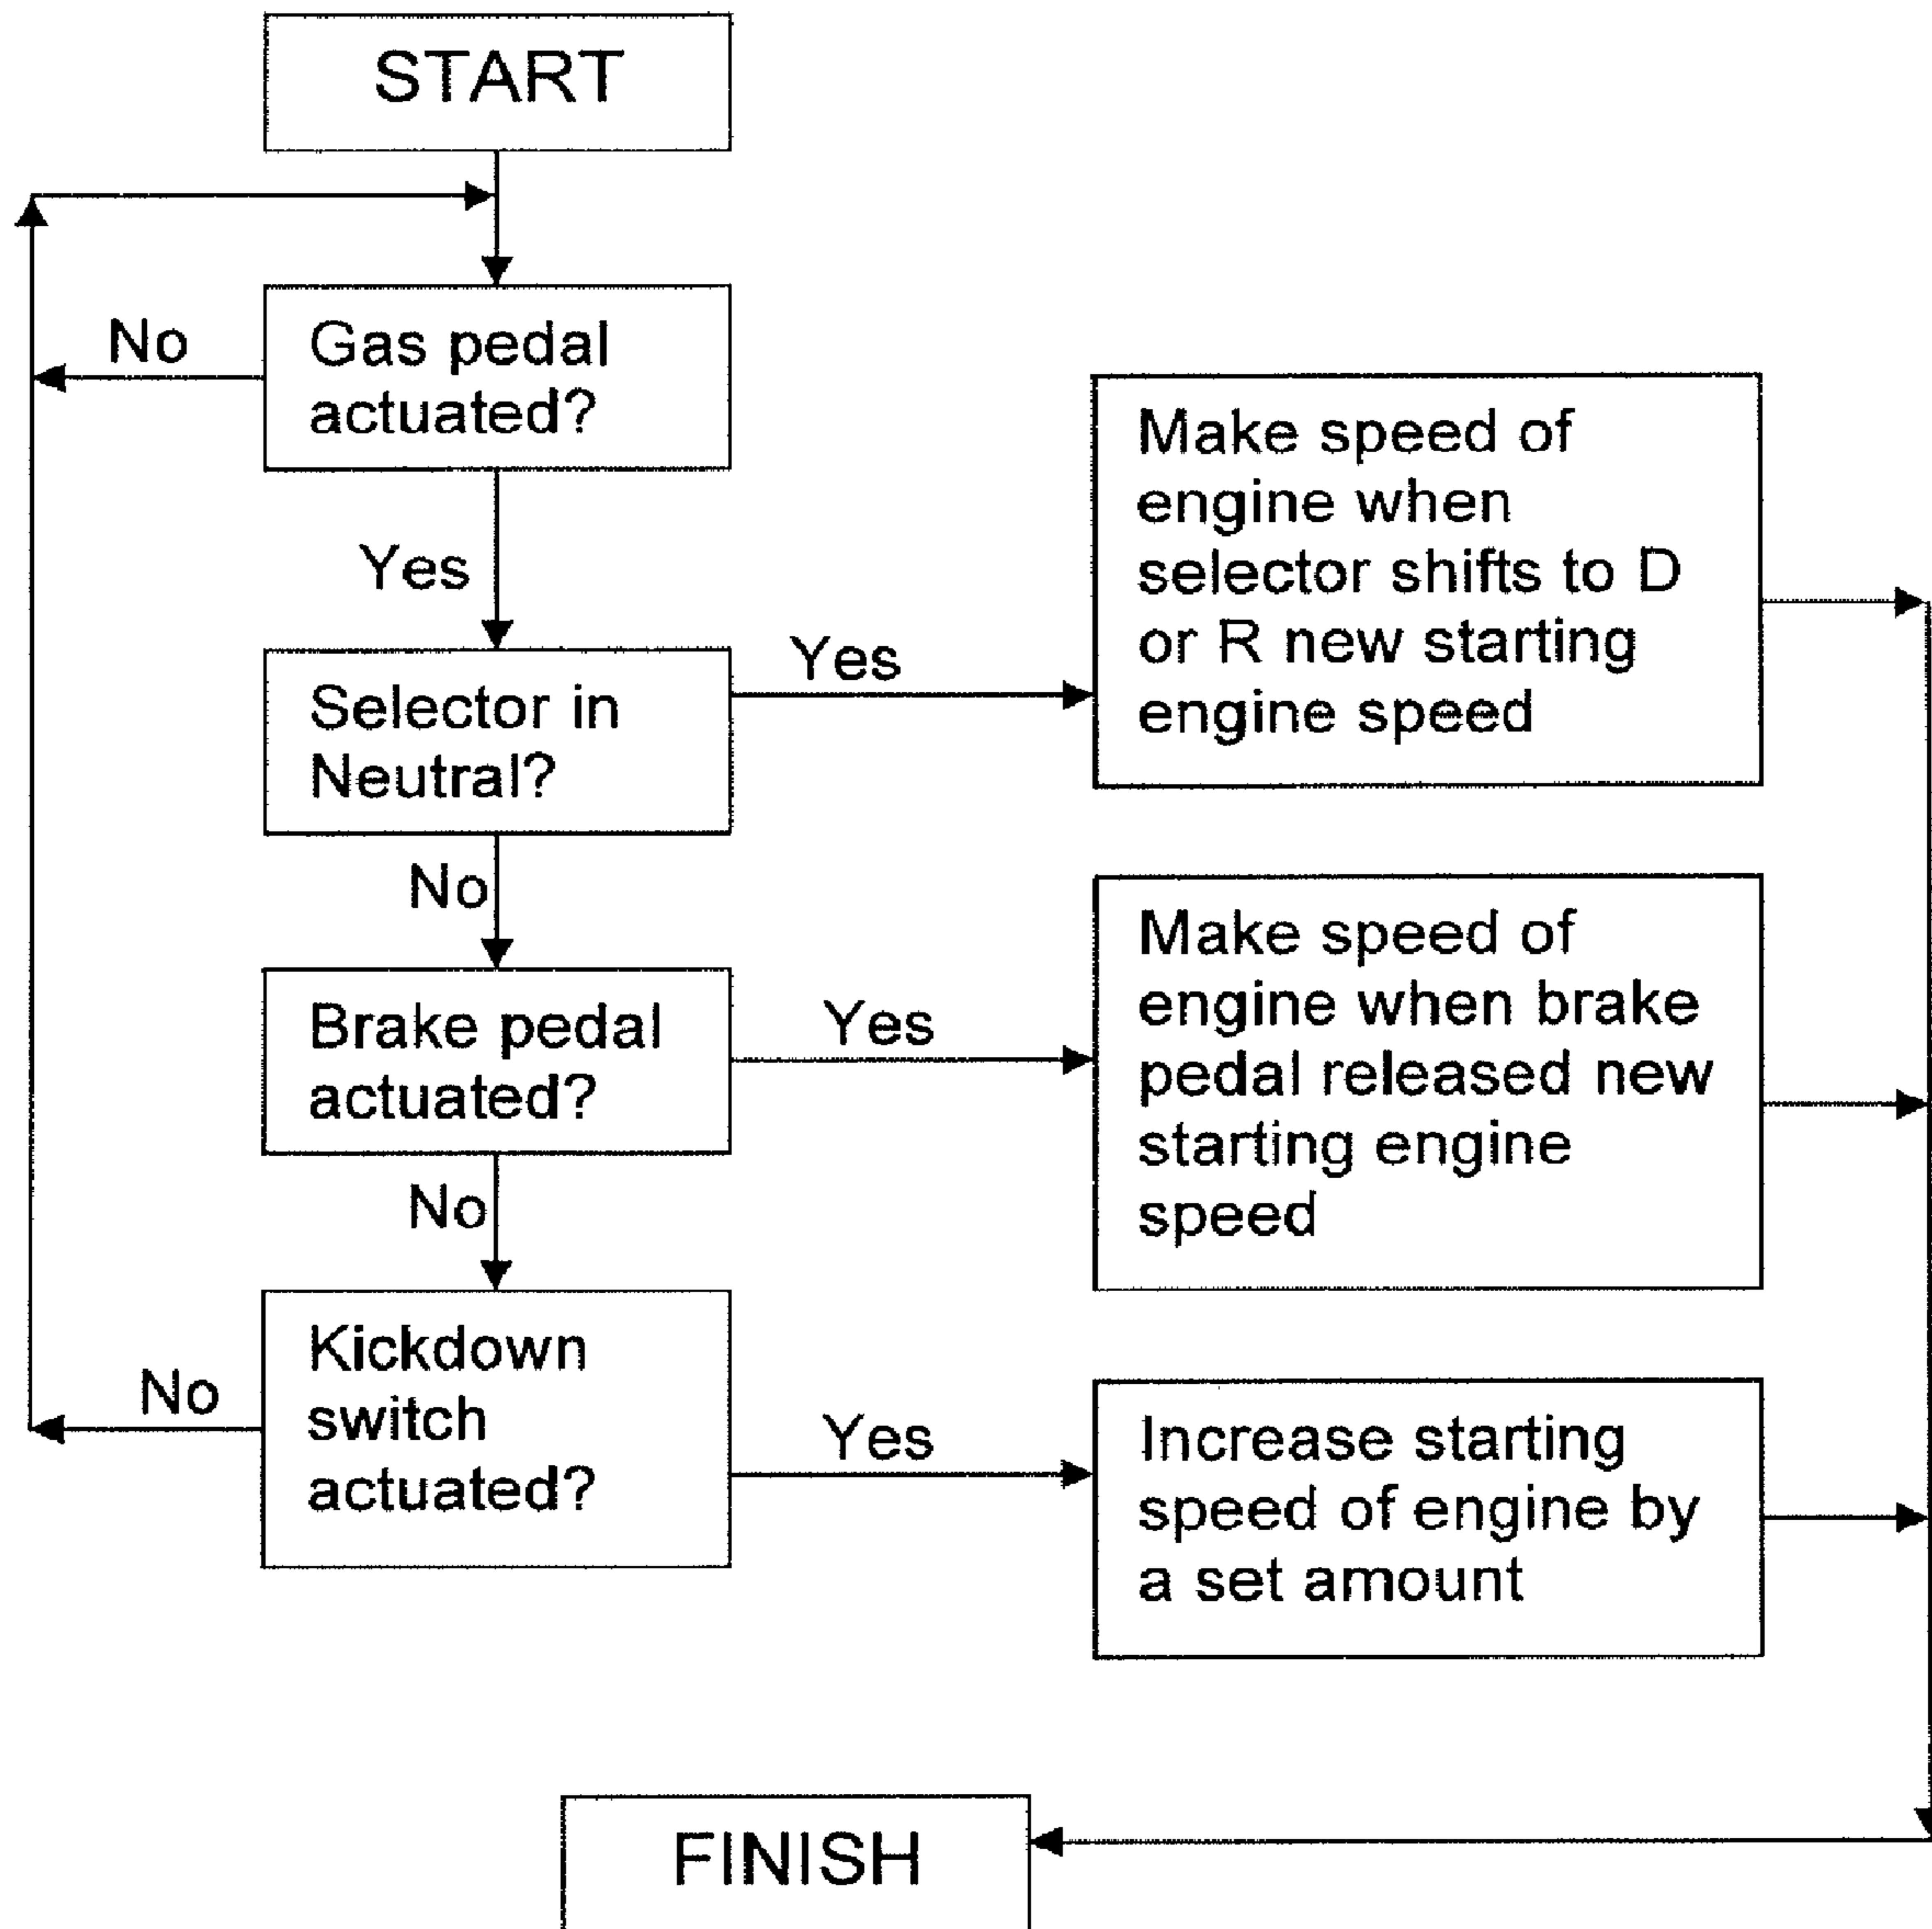 START
No
Gas pedal
actuated?
Yes
Selector in
Neutral?
Yes
Make speed of
engine when
selector shifts to D
or R new starting
engine speed
No
Brake pedal
actuated?
Yes
Make speed of
engine when brake
pedal released new
starting engine
speed
No
Kickdown
switch
actuated?
No
Yes
Increase starting
speed of engine by
a set amount
FINISH